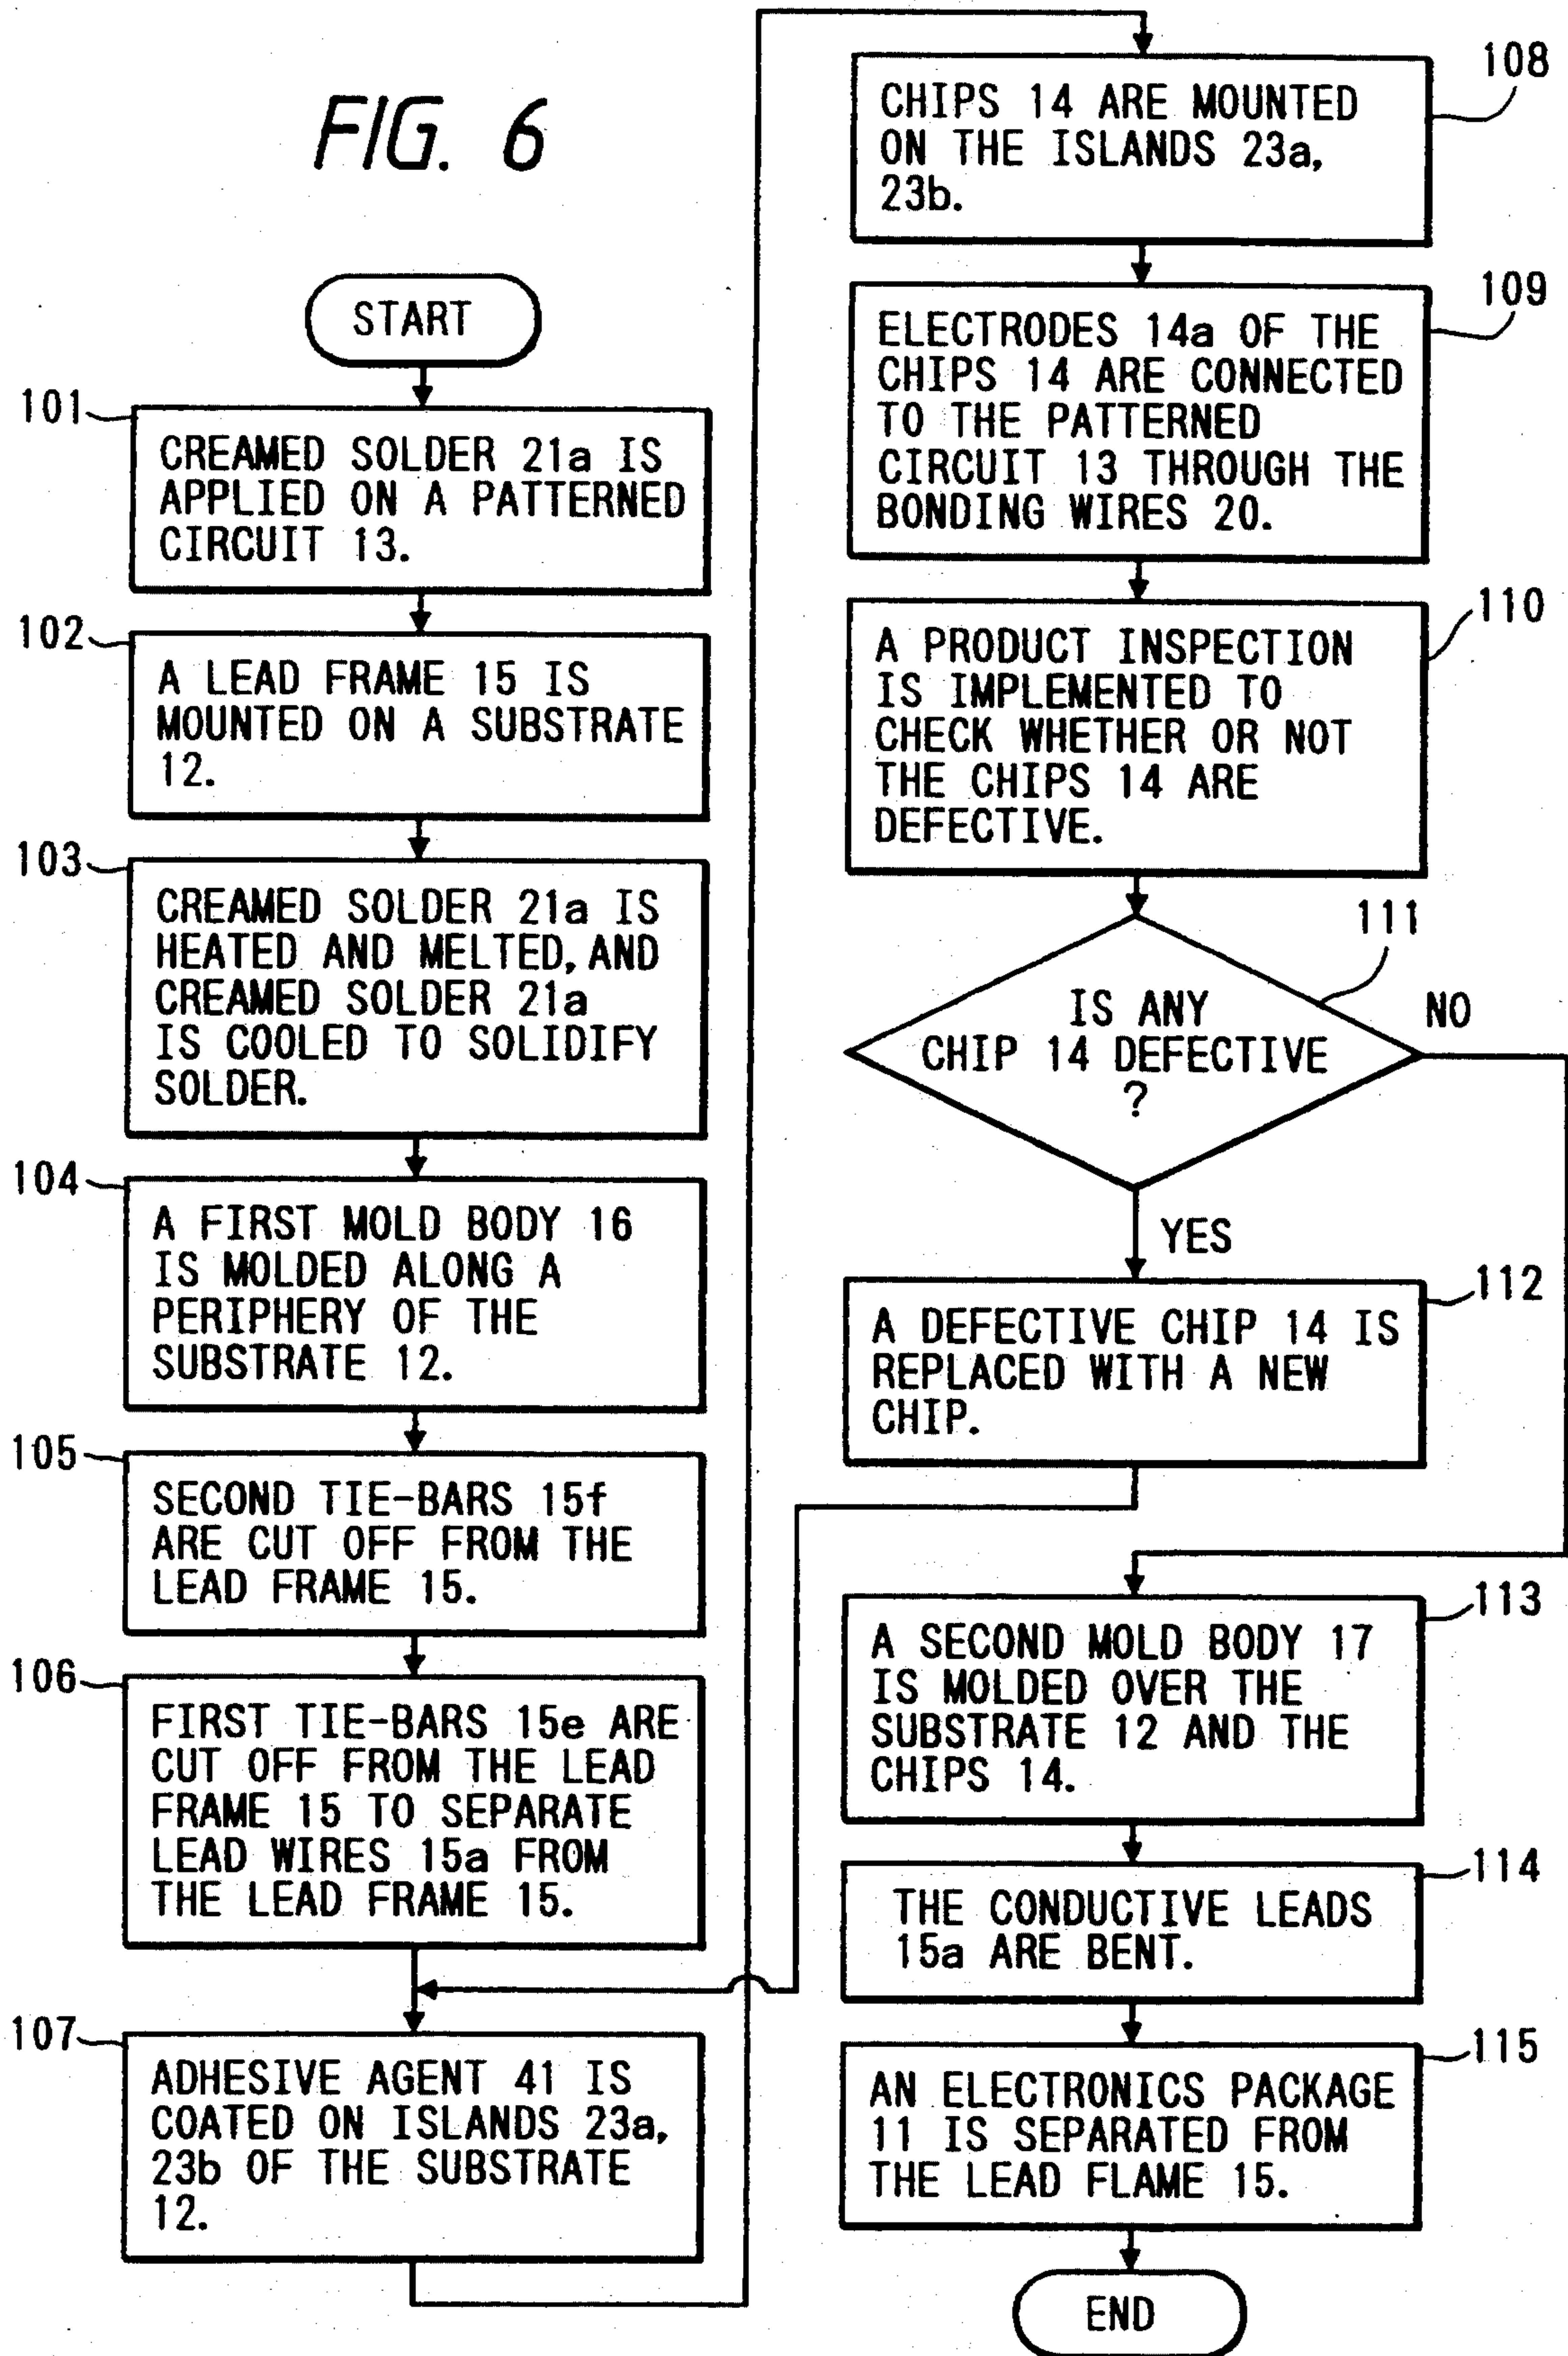 FIG. 6
START
101
CREAMED SOLDER 21a IS
APPLIED ON A PATTERNED
CIRCUIT 13.
102
A LEAD FRAME 15 IS
MOUNTED ON A SUBSTRATE
12.
103
CREAMED SOLDER 21a IS
HEATED AND MELTED, AND
CREAMED SOLDER 21a
IS COOLED TO SOLIDIFY
SOLDER.
104
A FIRST MOLD BODY 16
IS MOLDED ALONG A
PERIPHERY OF THE
SUBSTRATE 12.
105
SECOND TIE-BARS 15f
ARE CUT OFF FROM THE
LEAD FRAME 15.
106
FIRST TIE-BARS 15e ARE
CUT OFF FROM THE LEAD
FRAME 15 TO SEPARATE
LEAD WIRES 15a FROM
THE LEAD FRAME 15.
107
ADHESIVE AGENT 41 IS
COATED ON ISLANDS 23a,
23b OF THE SUBSTRATE
12.
108
CHIPS 14 ARE MOUNTED
ON THE ISLANDS 23a,
23b.
109
ELECTRODES 14a OF THE
CHIPS 14 ARE CONNECTED
TO THE PATTERNED
CIRCUIT 13 THROUGH THE
BONDING WIRES 20.
110
A PRODUCT INSPECTION
IS IMPLEMENTED TO
CHECK WHETHER OR NOT
THE CHIPS 14 ARE
DEFECTIVE.
111
IS ANY
CHIP 14 DEFECTIVE
?
NO
YES
112
A DEFECTIVE CHIP 14 IS
REPLACED WITH A NEW
CHIP.
113
A SECOND MOLD BODY 17
IS MOLDED OVER THE
SUBSTRATE 12 AND THE
CHIPS 14.
114
THE CONDUCTIVE LEADS
15a ARE BENT.
115
AN ELECTRONICS PACKAGE
11 IS SEPARATED FROM
THE LEAD FLAME 15.
END